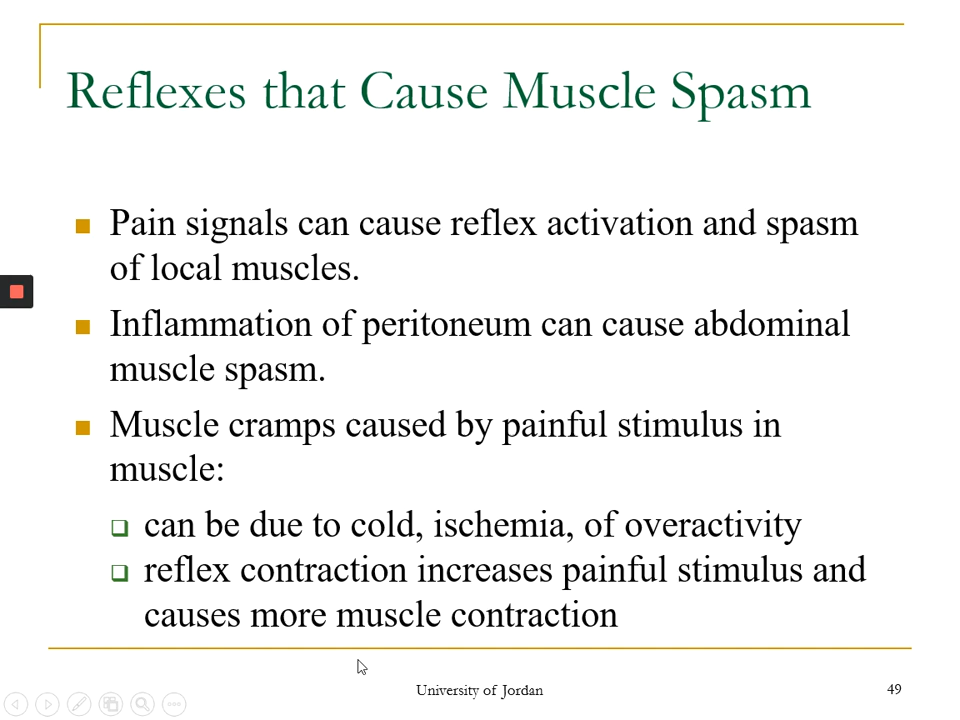 Reflexes that Cause Muscle Spasm
Pain signals can cause reflex activation and spasm
of local muscles.
Inflammation of peritoneum can cause abdominal
muscle spasm.
Muscle cramps caused by painful stimulus in
muscle:
can be due to cold, ischemia, of overactivity
reflex contraction increases painful stimulus and
causes more muscle contraction
University of Jordan
49